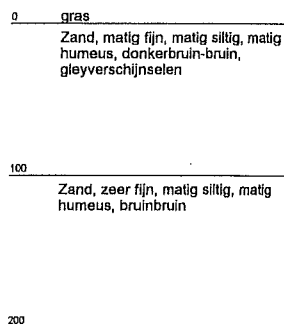 0 gras
Zand, matig fijn, matig siltig, matig
humeus, donkerbruin-bruin,
gleyverschijnselen
100
Zand, zeer fijn, matig siltig, matig
humeus, bruinbruin
200